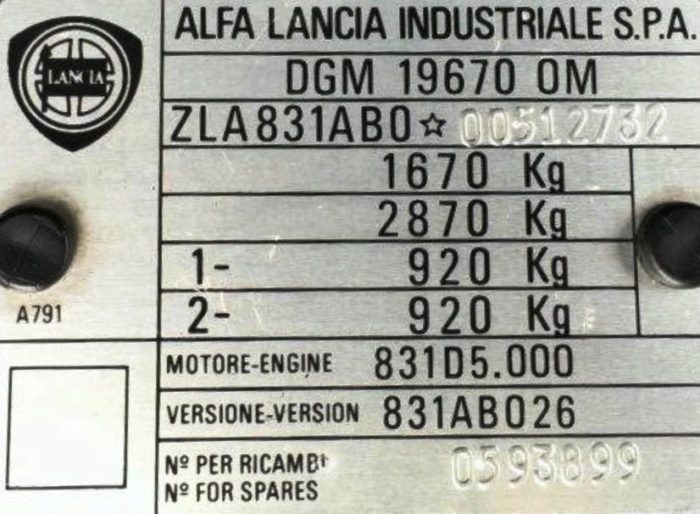 LANCIA
ALFA LANCIA INDUSTRIALE S.P.A.
DGM 19670 OM
ZLA831AB0☆ 00512732
1670 Kg
2870 Kg
1- 920 Kg
2- 920 Kg
A791
MOTORE-ENGINE 831D5.000
VERSIONE-VERSION 831AB026
Nº PER RICAMBI 0593899
Nº FOR SPARES